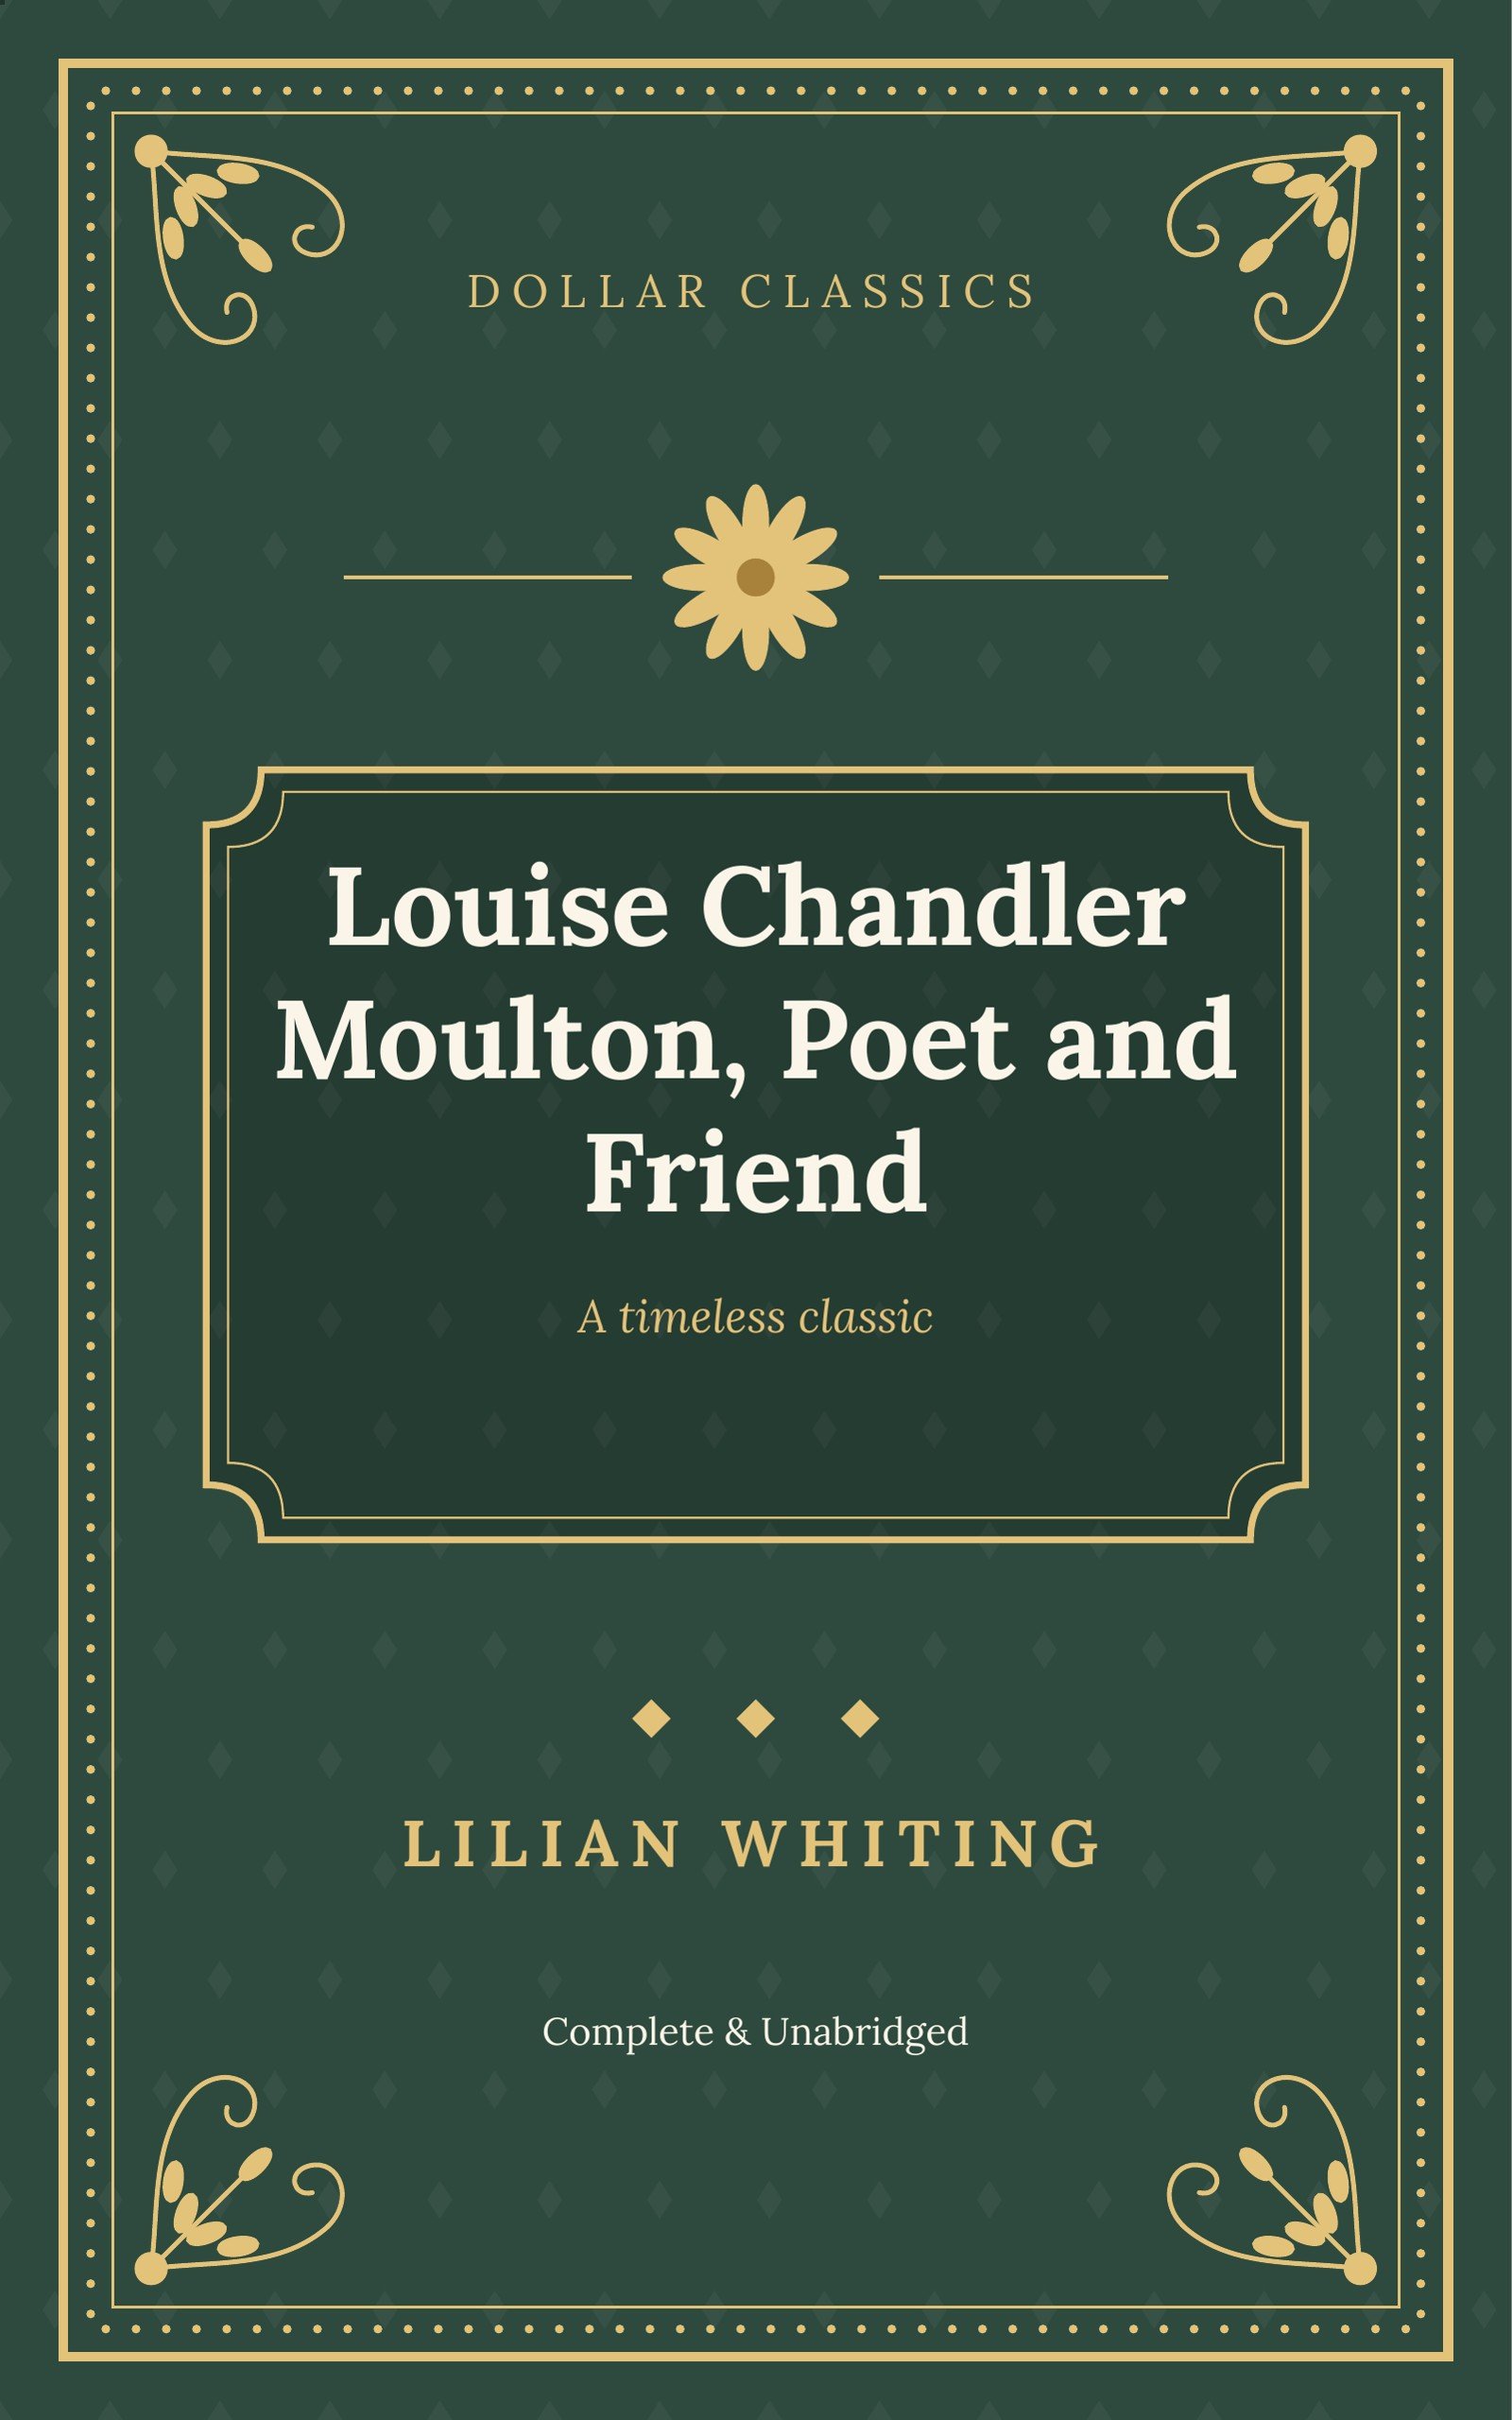 DOLLAR CLASSICS
Louise Chandler
Moulton, Poet and
Friend
A timeless classic
LILIAN WHITING
Complete & Unabridged